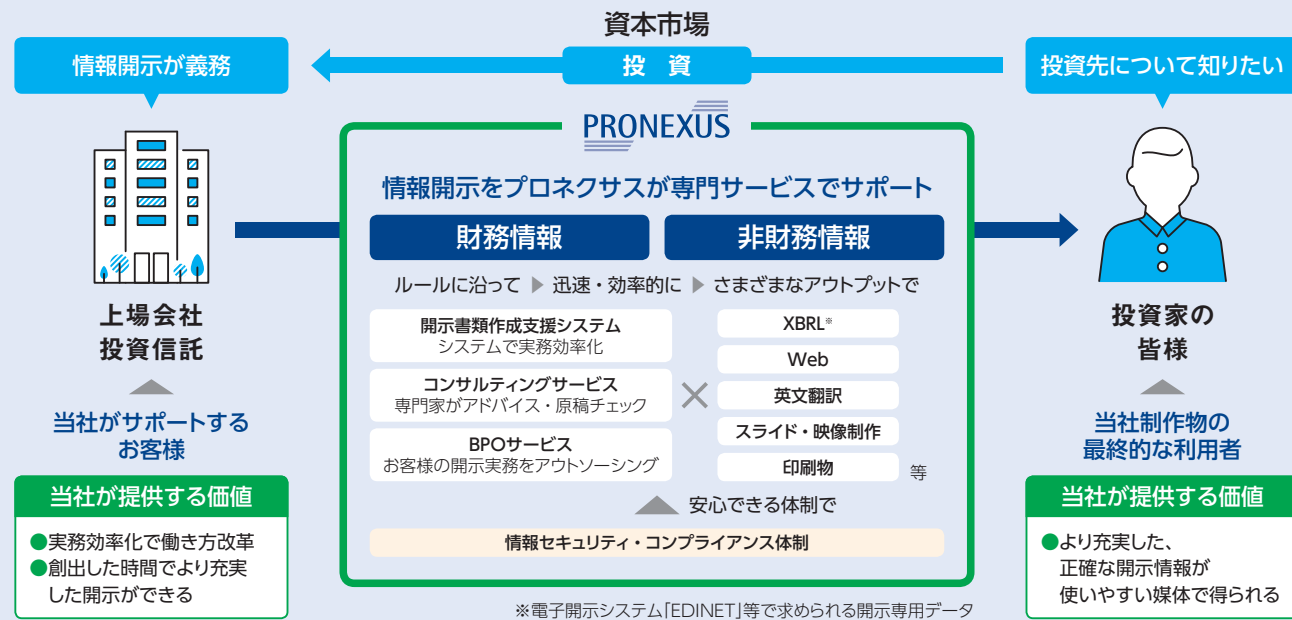 資本市場
情報開示が義務
投 資
投資先について知りたい
PRONEXUS
情報開示をプロネクサスが専門サービスでサポート
財務情報
非財務情報
ルールに沿って ▶ 迅速・効率的に ▶ さまざまなアウトプットで
開示書類作成支援システム
システムで実務効率化
コンサルティングサービス
専門家がアドバイス・原稿チェック
BPOサービス
お客様の開示実務をアウトソーシング
×
XBRL※
Web
英文翻訳
スライド・映像制作
印刷物
等
安心できる体制で
情報セキュリティ・コンプライアンス体制
※電子開示システム「EDINET」等で求められる開示専用データ
上場会社
投資信託
当社がサポートする
お客様
当社が提供する価値
●実務効率化で働き方改革
●創出した時間でより充実
した開示ができる
投資家の
皆様
当社制作物の
最終的な利用者
当社が提供する価値
●より充実した、
正確な開示情報が
使いやすい媒体で得られる